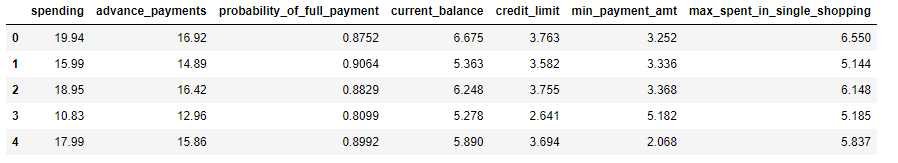 spending advance_payments probability_of_full_payment current_balance credit_limit min_payment_amt max_spent_in_single_shopping
0 19.94 16.92 0.8752 6.675 3.763 3.252 6.550
1 15.99 14.89 0.9064 5.363 3.582 3.336 5.144
2 18.95 16.42 0.8829 6.248 3.755 3.368 6.148
3 10.83 12.96 0.8099 5.278 2.641 5.182 5.185
4 17.99 15.86 0.8992 5.890 3.694 2.068 5.837